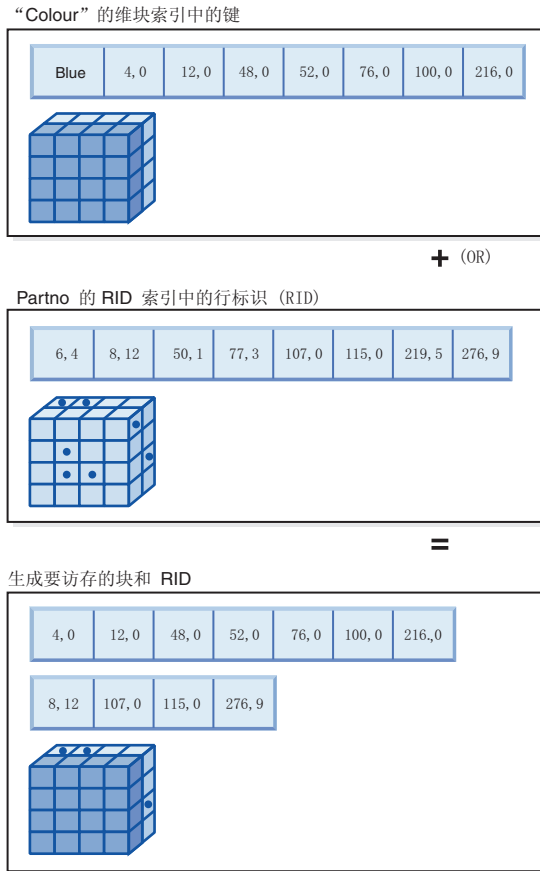 “Colour”的维块索引中的键
Blue 4,0 12,0 48,0 52,0 76,0 100,0 216,0
+ (OR)
Partno 的 RID 索引中的行标识 (RID)
6,4 8,12 50,1 77,3 107,0 115,0 219,5 276,9
=
生成要访存的块和 RID
4,0 12,0 48,0 52,0 76,0 100,0 216.,0
8,12 107,0 115,0 276,9